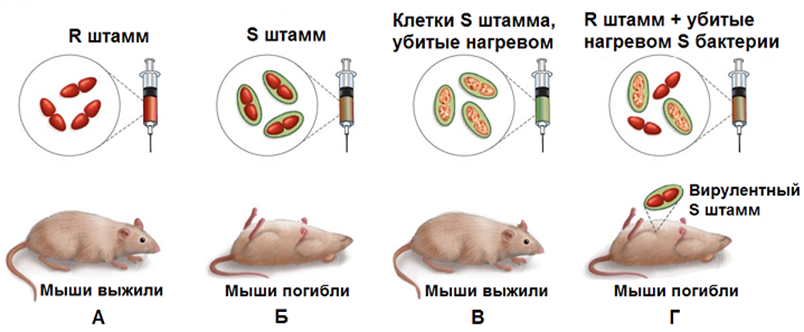 R штамм
S штамм
Клетки S штамма,
убитые нагревом
R штамм + убитые
нагревом S бактерии
Вирулентный
S штамм
Мыши выжили
Мыши погибли
Мыши выжили
Мыши погибли
А
Б
В
Г